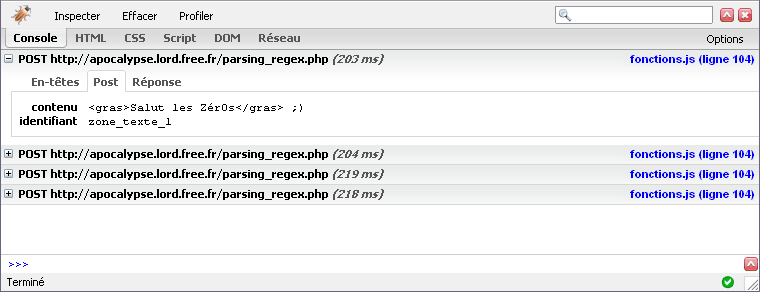 Inspecter Effacer Profiler
Console HTML CSS Script DOM Réseau Options
POST http://apocalypse.lord.free.fr/parsing_regex.php (203 ms) fonctions.js (ligne 104)
En-têtes Post Réponse
contenu <gras>Salut les Zér0s</gras> ;)
identifiant zone_texte_1
POST http://apocalypse.lord.free.fr/parsing_regex.php (204 ms) fonctions.js (ligne 104)
POST http://apocalypse.lord.free.fr/parsing_regex.php (219 ms) fonctions.js (ligne 104)
POST http://apocalypse.lord.free.fr/parsing_regex.php (218 ms) fonctions.js (ligne 104)
>>>
Terminé